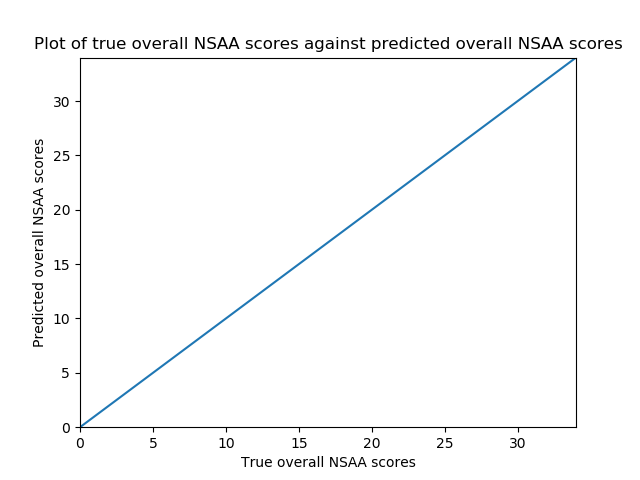 Plot of true overall NSAA scores against predicted overall NSAA scores
Predicted overall NSAA scores
30
25
20
15
10
5
0
0 5 10 15 20 25 30
True overall NSAA scores